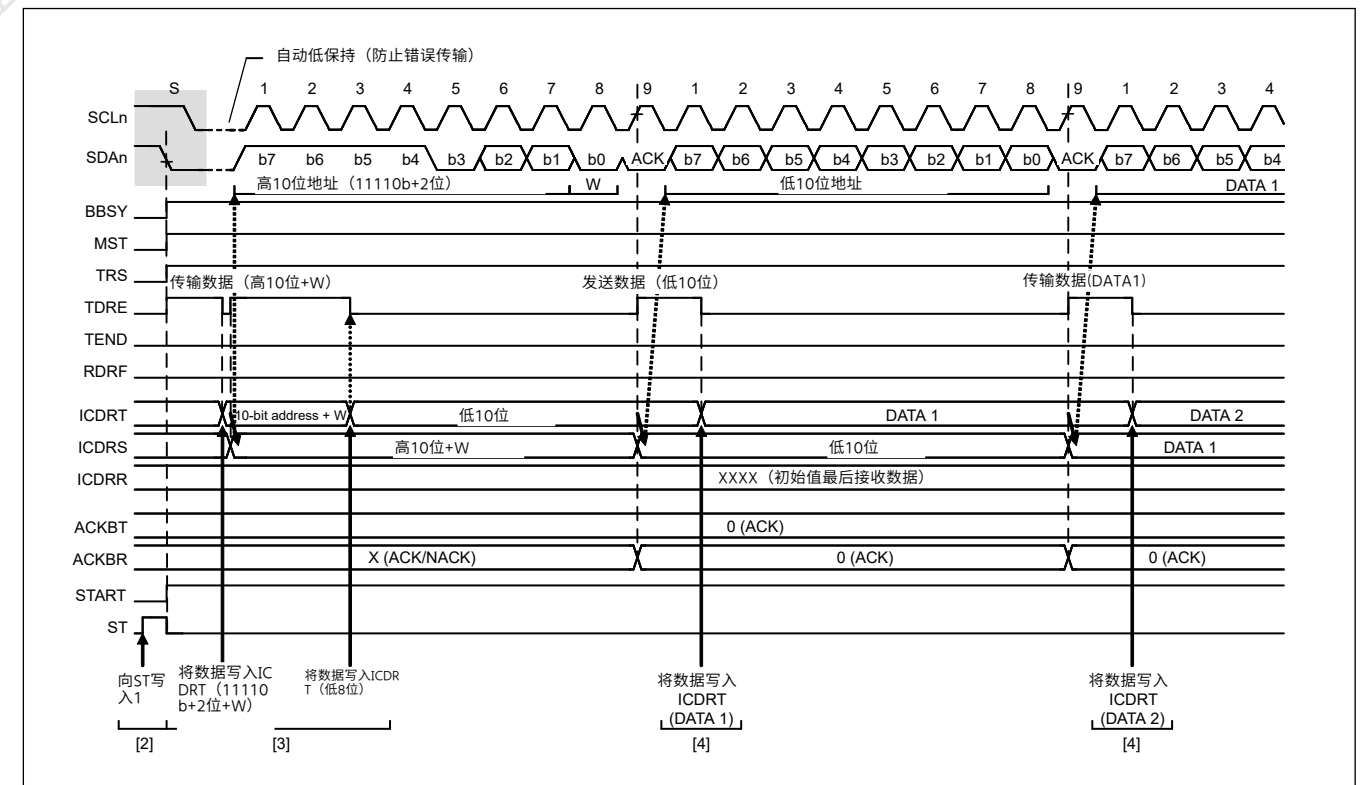 自动低保持（防止错误传输）
S 1 2 3 4 5 6 7 8 9 1 2 3 4 5 6 7 8 9 1 2 3 4
SCLn
SDAn b7 b6 b5 b4 b3 b2 b1 b0 ACK b7 b6 b5 b4 b3 b2 b1 b0 ACK b7 b6 b5 b4
高10位地址（11110b+2位） W 低10位地址 DATA 1
BBSY
MST
TRS
传输数据（高10位+W） 发送数据（低10位） 传输数据(DATA1)
TDRE
TEND
RDRF
ICDRT 10-bit address + W 低10位 DATA 1 DATA 2
ICDRS 高10位+W 低10位 DATA 1
ICDRR XXXX（初始值最后接收数据）
ACKBT 0 (ACK)
ACKBR X (ACK/NACK) 0 (ACK) 0 (ACK)
START
ST
向ST写
入1
将数据写入IC
DRT（11110
b+2位+W）
将数据写入ICDR
T（低8位）
将数据写入
ICDRT
(DATA 1)
将数据写入
ICDRT
(DATA 2)
[2] [3] [4] [4]